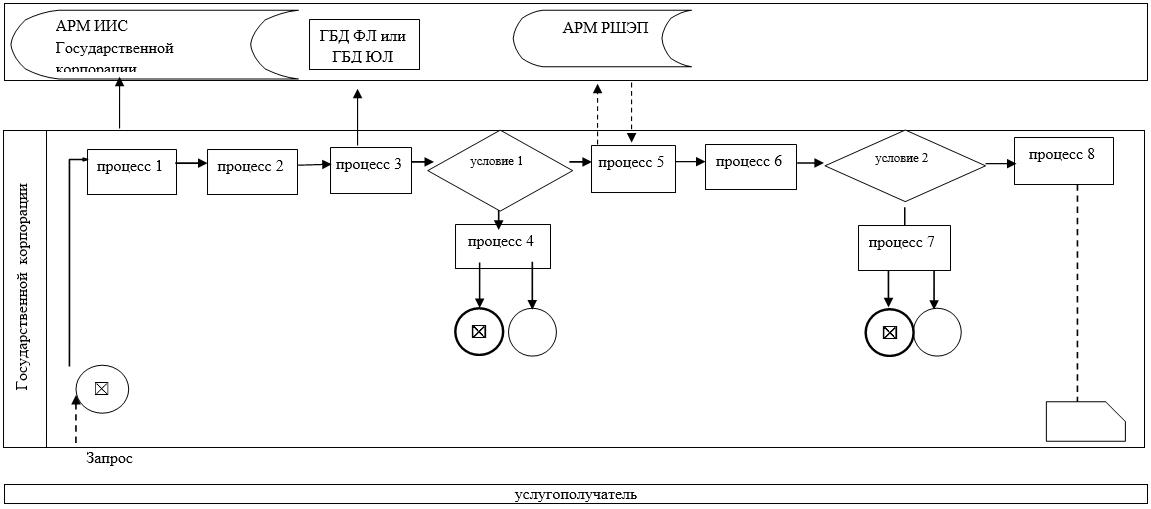 АРМ ИИС
Государственной
корпорации
ГБД ФЛ или
ГБД ЮЛ
АРМ РШЭП
Государственной корпорации
процесс 1
процесс 2
процесс 3
условие 1
процесс 5
процесс 6
условие 2
процесс 8
процесс 4
процесс 7
Запрос
услугополучатель